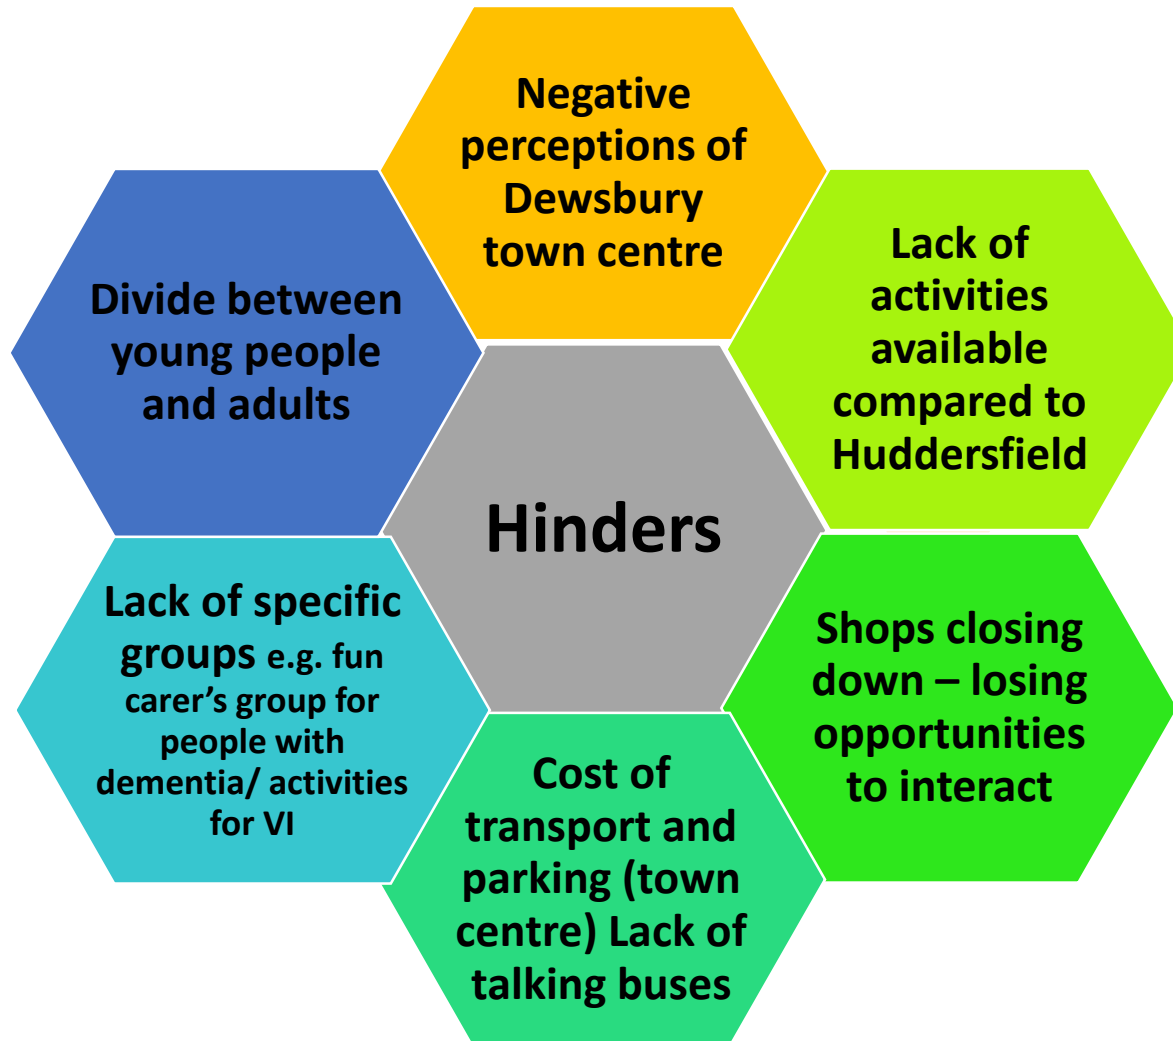 Negative
perceptions of
Dewsbury
town centre
Lack of
activities
available
compared to
Huddersfield
Shops closing
down – losing
opportunities
to interact
Cost of
transport and
parking (town
centre) Lack of
talking buses
Lack of specific
groups e.g. fun
carer’s group for
people with
dementia/ activities
for VI
Divide between
young people
and adults
Hinders